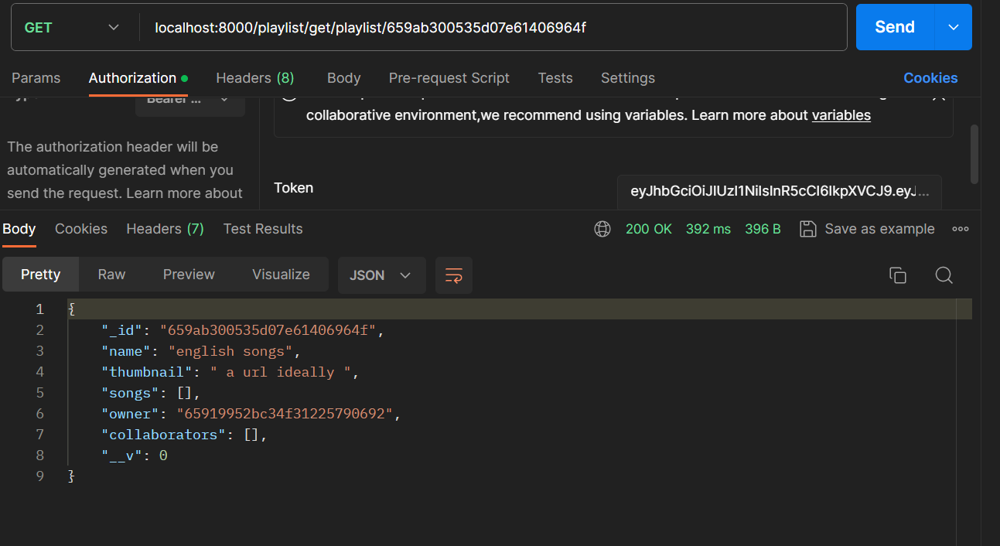 GET localhost:8000/playlist/get/playlist/659ab300535d07e61406964f Send
Params Authorization Headers (8) Body Pre-request Script Tests Settings Cookies
Bearer ...
collaborative environment,we recommend using variables. Learn more about variables
The authorization header will be
automatically generated when you
send the request. Learn more about
Token eyJhbGciOiJIUzI1NiIsInR5cCI6IkpXVCJ9.eyJ...
Body Cookies Headers (7) Test Results 200 OK 392 ms 396 B Save as example
Pretty Raw Preview Visualize JSON
1 {
2 "_id": "659ab300535d07e61406964f",
3 "name": "english songs",
4 "thumbnail": " a url ideally ",
5 "songs": [],
6 "owner": "65919952bc34f31225790692",
7 "collaborators": [],
8 "__v": 0
9 }